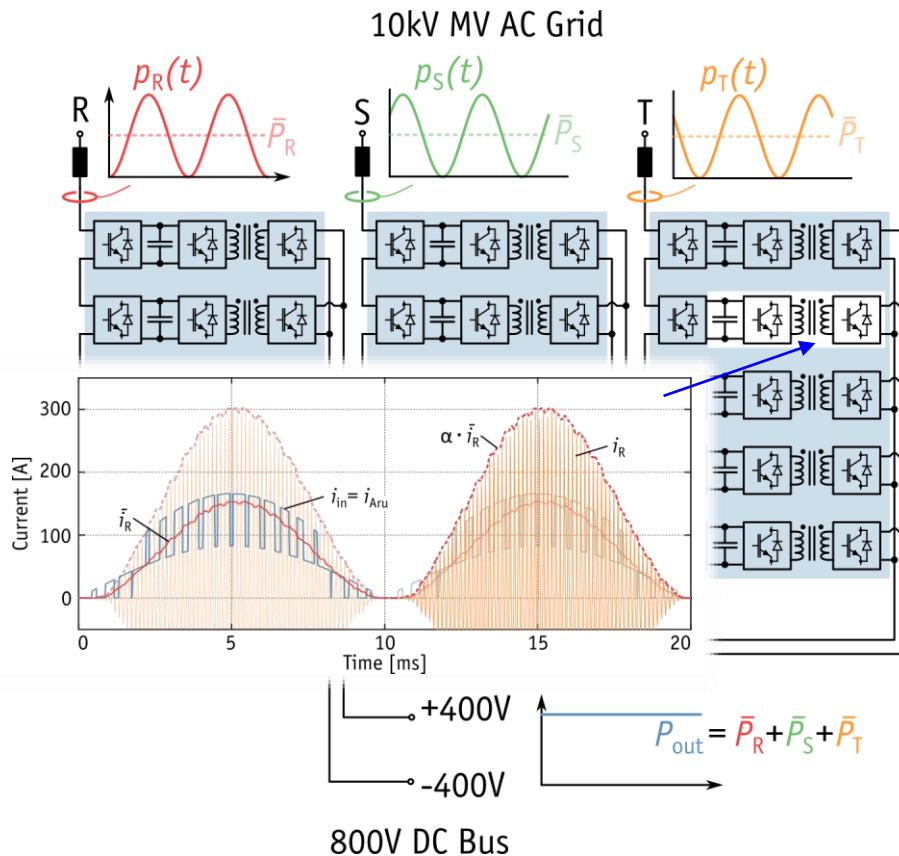 10kV MV AC Grid
p_R(t)
p_S(t)
p_T(t)
R
S
T
P̄_R
P̄_S
P̄_T
Current [A]
300
200
100
0
α · ī_R
i_R
i_in = i_Aru
ī_R
0
5
10
15
20
Time [ms]
+400V
-400V
P_out = P̄_R + P̄_S + P̄_T
800V DC Bus